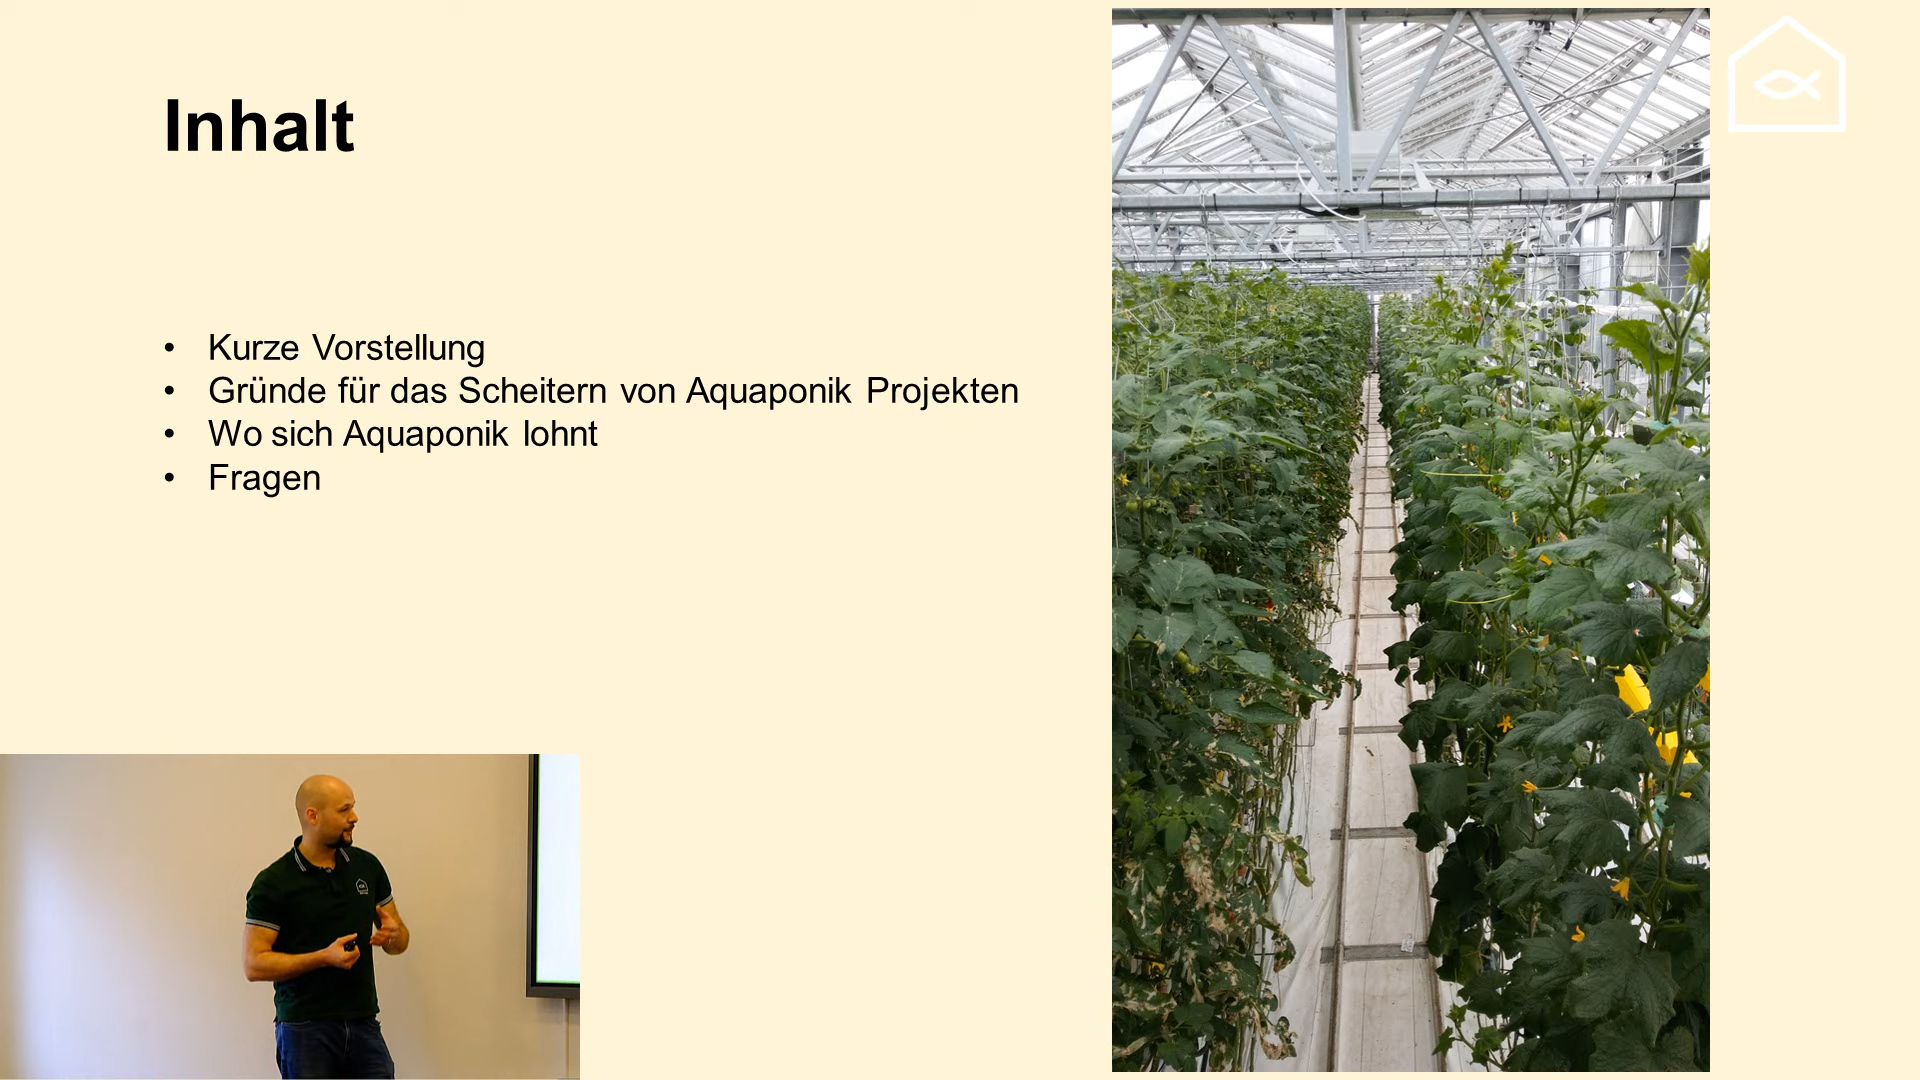 Inhalt
• Kurze Vorstellung
• Gründe für das Scheitern von Aquaponik Projekten
• Wo sich Aquaponik lohnt
• Fragen